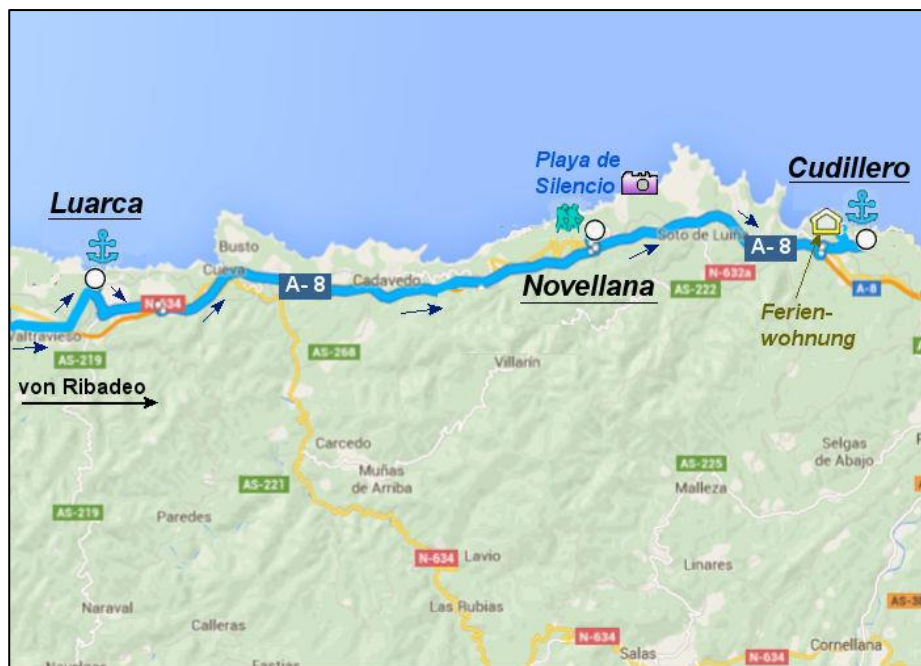 Playa de
Silencio
Cudillero
Luarca
Busto
Cueva
Soto de Luiña
A-8
N-632a
A-8
Cadavedo
A-8
N-634
Novellana
AS-222
Ferien-
wohnung
AS-219
AS-268
Villarín
von Ribadeo
Carcedo
Selgas
de Abajo
Muñas
de Arriba
AS-225
AS-221
Malleza
AS-219
Paredes
N-634
Lavio
Linares
Naraval
Las Rubias
Calleras
N-634
Salas
Cornellana
N-634